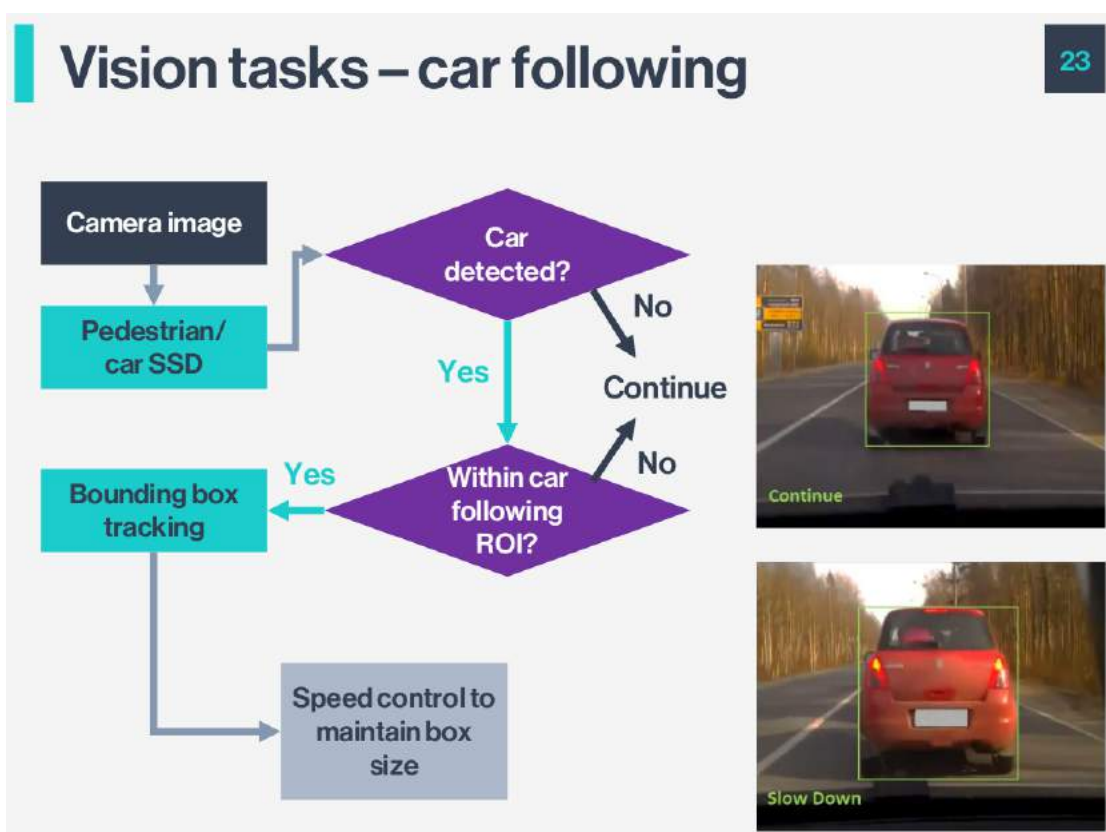 Vision tasks – car following
23
Camera image
Pedestrian/
car SSD
Car
detected?
No
Yes
Continue
No
Within car
following
ROI?
Yes
Bounding box
tracking
Speed control to
maintain box
size
Continue
Slow Down